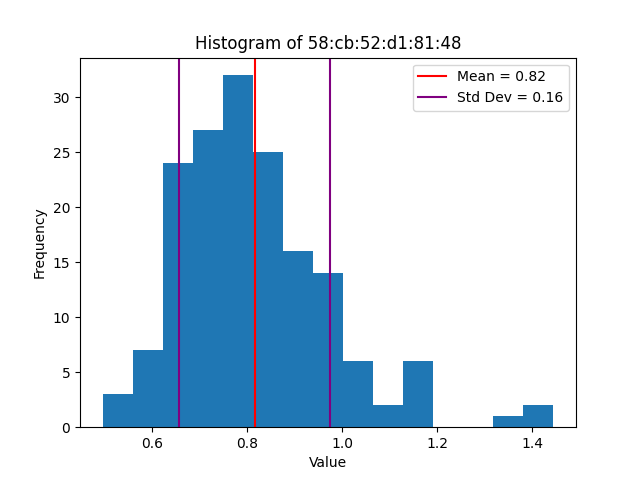 Histogram of 58:cb:52:d1:81:48
Mean = 0.82
Std Dev = 0.16
30
25
20
15
10
5
0
Frequency
0.6 0.8 1.0 1.2 1.4
Value